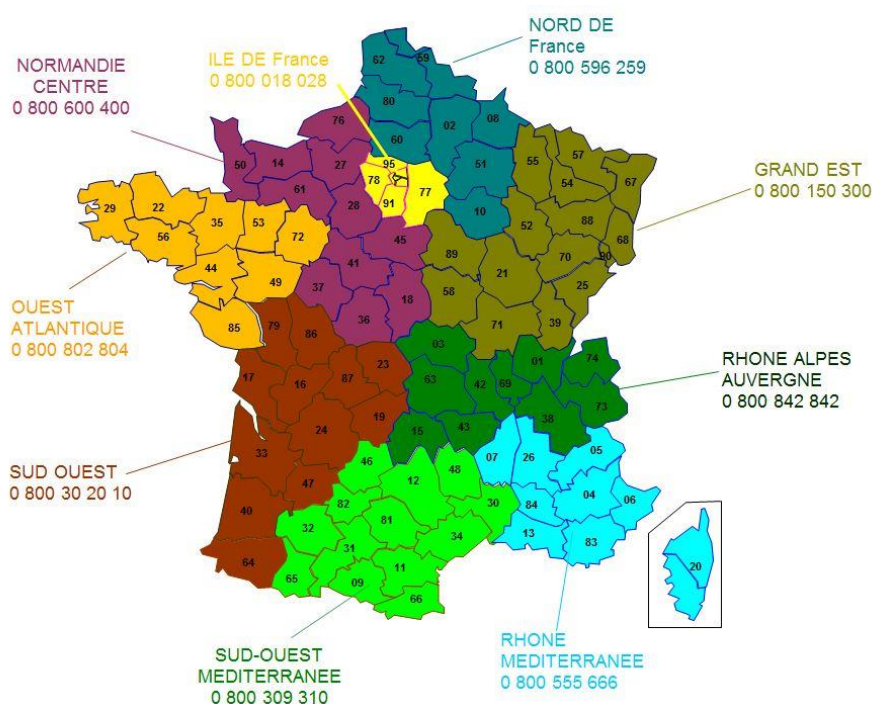 NORD DE
France
0 800 596 259
ILE DE France
0 800 018 028
NORMANDIE
CENTRE
0 800 600 400
GRAND EST
0 800 150 300
OUEST
ATLANTIQUE
0 800 802 804
RHONE ALPES
AUVERGNE
0 800 842 842
SUD OUEST
0 800 30 20 10
SUD-OUEST
MEDITERRANEE
0 800 309 310
RHONE
MEDITERRANEE
0 800 555 666
62 59
80
76 60 02 08
50 14 27 95 51 55 57 67
61 78 77 54
91
29 22 35 53 28 10 88
56 72 45 52 68
44 41 89 70 90
49 37 21 25
18 58
85 79 36 71 39
86 03
17 16 87 23 63 42 69 01 74
73
24 19 15 43 38
33 46 07 26 05
47 12 48
40 82 30 84 04 06
32 81 34 13 83
64 31
65 09 11 20
66